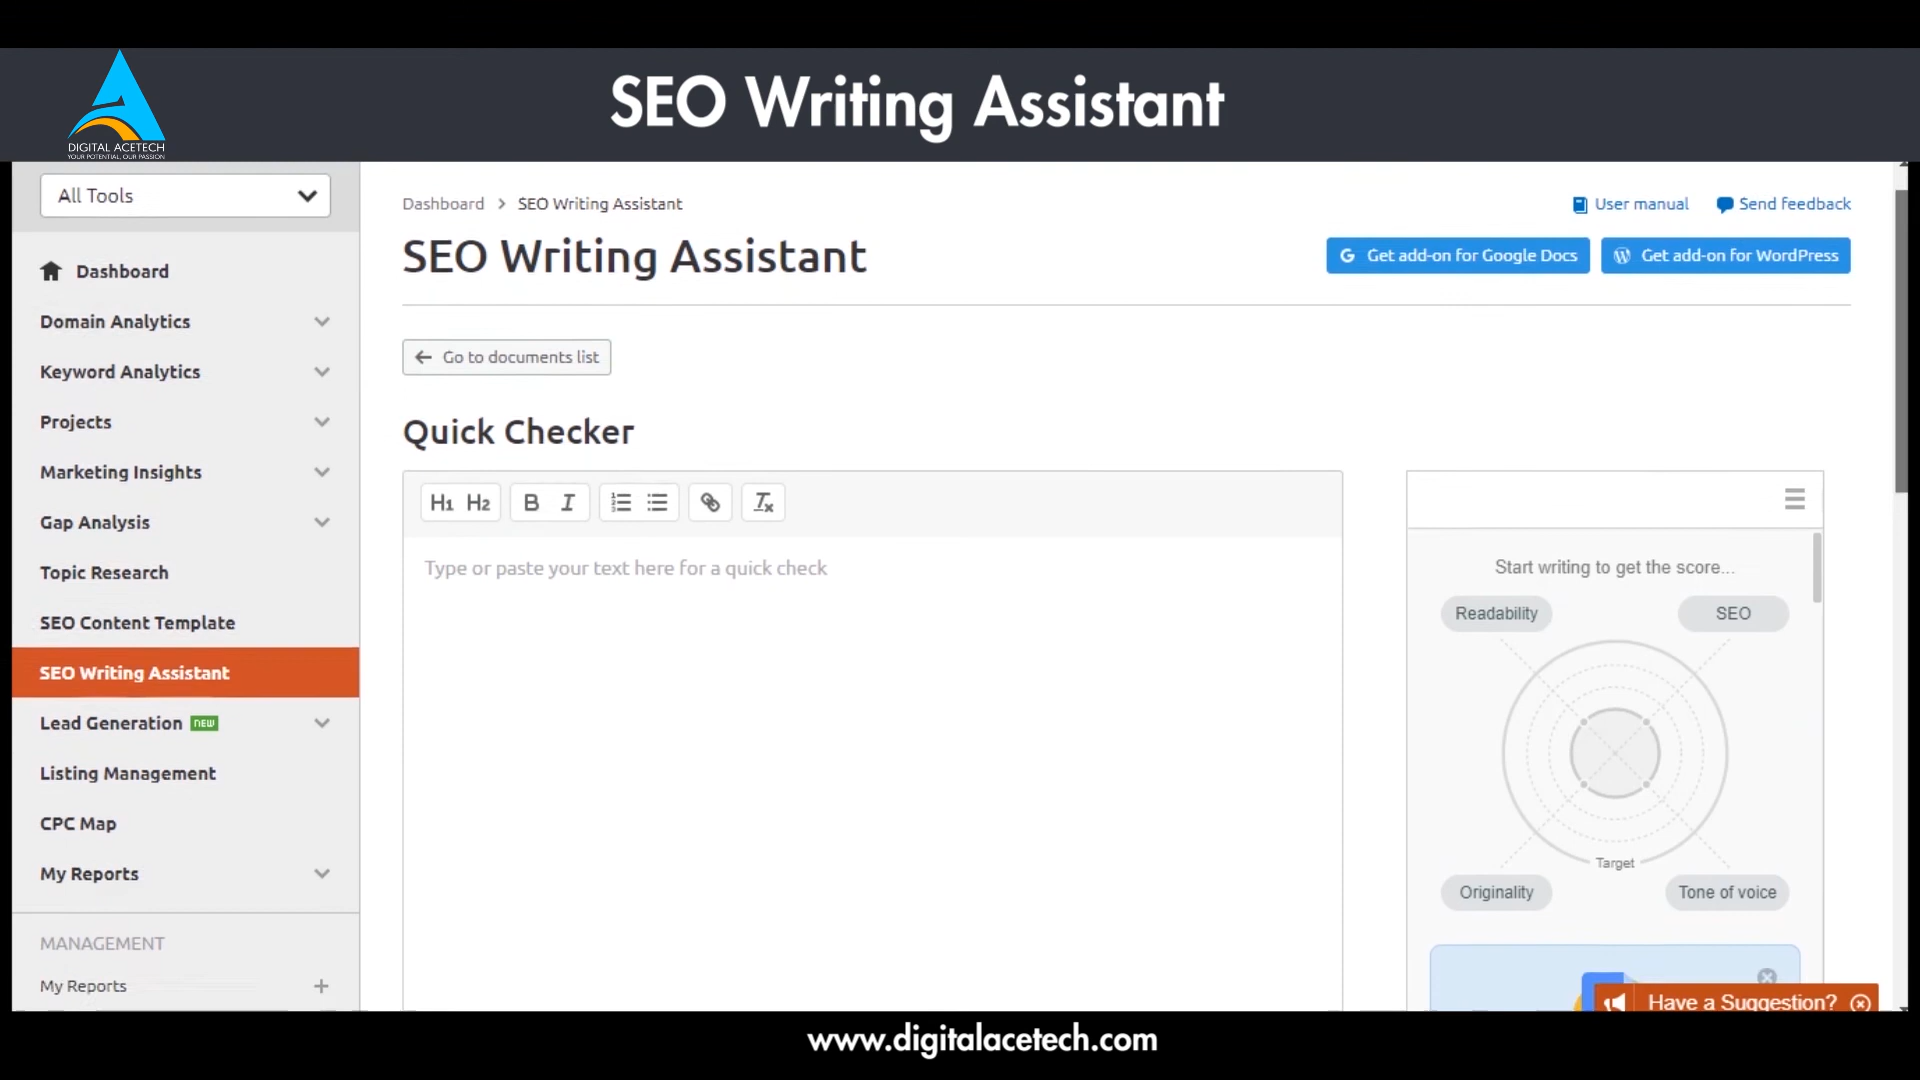 SEO Writing Assistant
DIGITAL ACETECH
YOUR POTENTIAL, OUR PASSION
All Tools
Dashboard
Domain Analytics
Keyword Analytics
Projects
Marketing Insights
Gap Analysis
Topic Research
SEO Content Template
SEO Writing Assistant
Lead Generation NEW
Listing Management
CPC Map
My Reports
MANAGEMENT
My Reports +
Dashboard > SEO Writing Assistant
User manual
Send feedback
SEO Writing Assistant
G Get add-on for Google Docs
Get add-on for WordPress
Go to documents list
Quick Checker
H1 H2 B I
Type or paste your text here for a quick check
Start writing to get the score...
Readability
SEO
Target
Originality
Tone of voice
Have a Suggestion?
www.digitalacetech.com